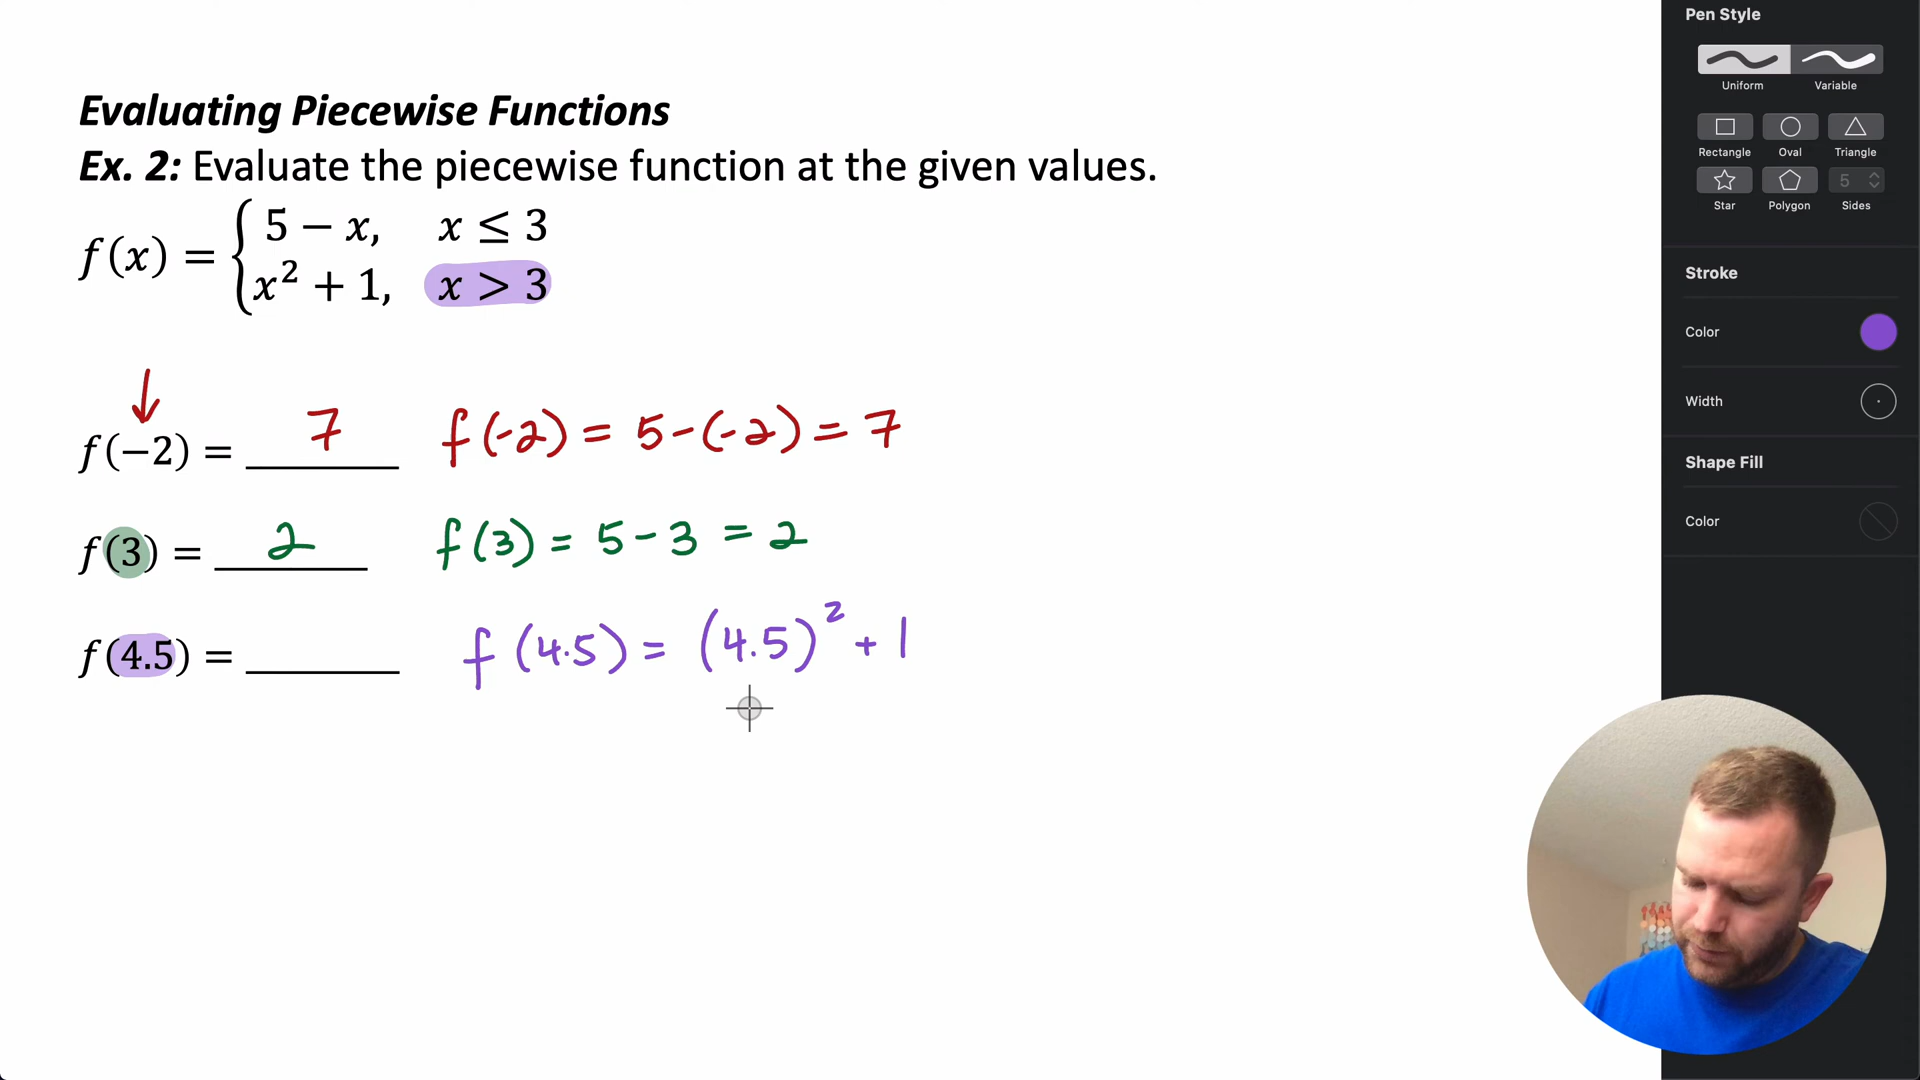 Evaluating Piecewise Functions
Ex. 2: Evaluate the piecewise function at the given values.
f(x) = { 5 − x, x ≤ 3
x² + 1, x > 3
f(−2) = 7 f(-2) = 5-(-2) = 7
f(3) = 2 f(3) = 5 - 3 = 2
f(4.5) = ______ f(4.5) = (4.5)² + 1
Pen Style
Uniform Variable
Rectangle Oval Triangle
5
Star Polygon Sides
Stroke
Color
Width
Shape Fill
Color